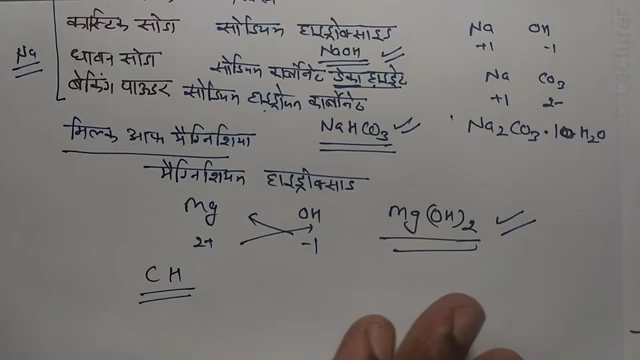 कास्टिक सोडा सोडियम हाइड्रोक्साइड Na OH
NaOH +1 -1
Na धावन सोडा सोडियम कार्बोनेट डेका हाइड्रेट Na CO3
बेकिंग पाउडर सोडियम हाइड्रोजन कार्बोनेट +1 2-
मिल्क आफ मैग्निशिया NaHCO3 Na2CO3·10H2O
मैग्निशियम हाइड्रोक्साड
Mg OH Mg(OH)2
2+ -1
CH